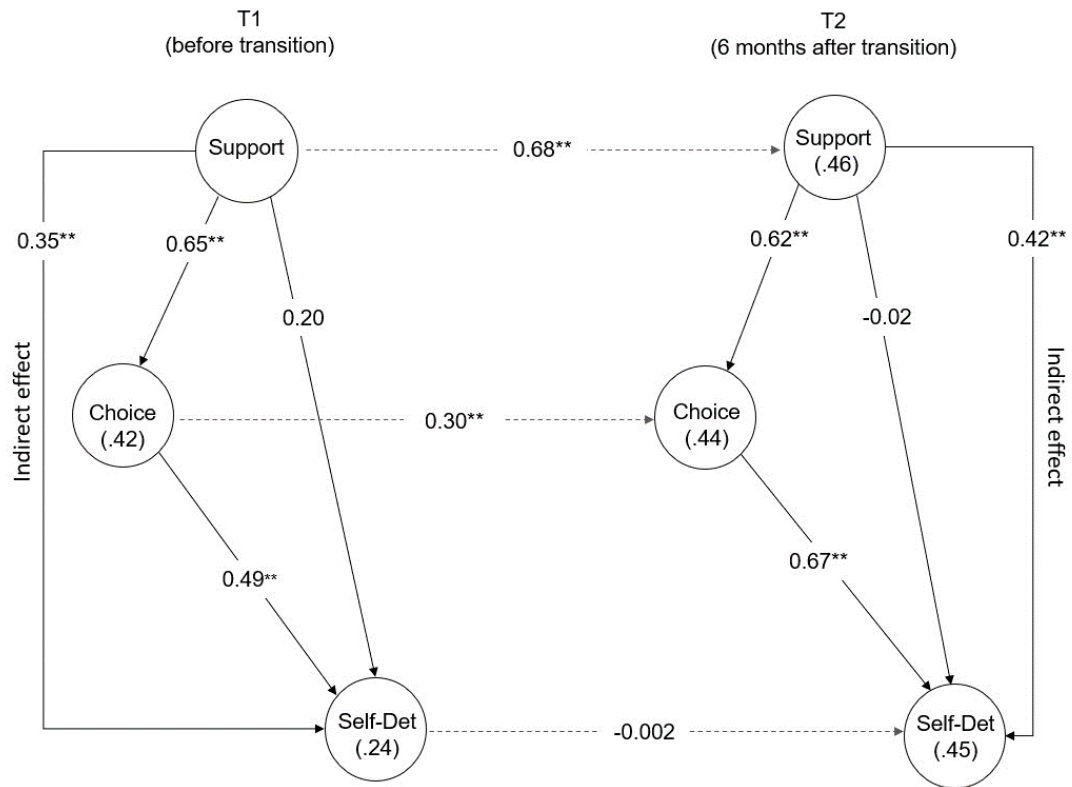 T1
(before transition)
T2
(6 months after transition)
Support
0.68**
Support
(.46)
0.35**
0.65**
0.20
0.62**
-0.02
0.42**
Indirect effect
Choice
(.42)
0.30**
Choice
(.44)
Indirect effect
0.49**
0.67**
Self-Det
(.24)
-0.002
Self-Det
(.45)